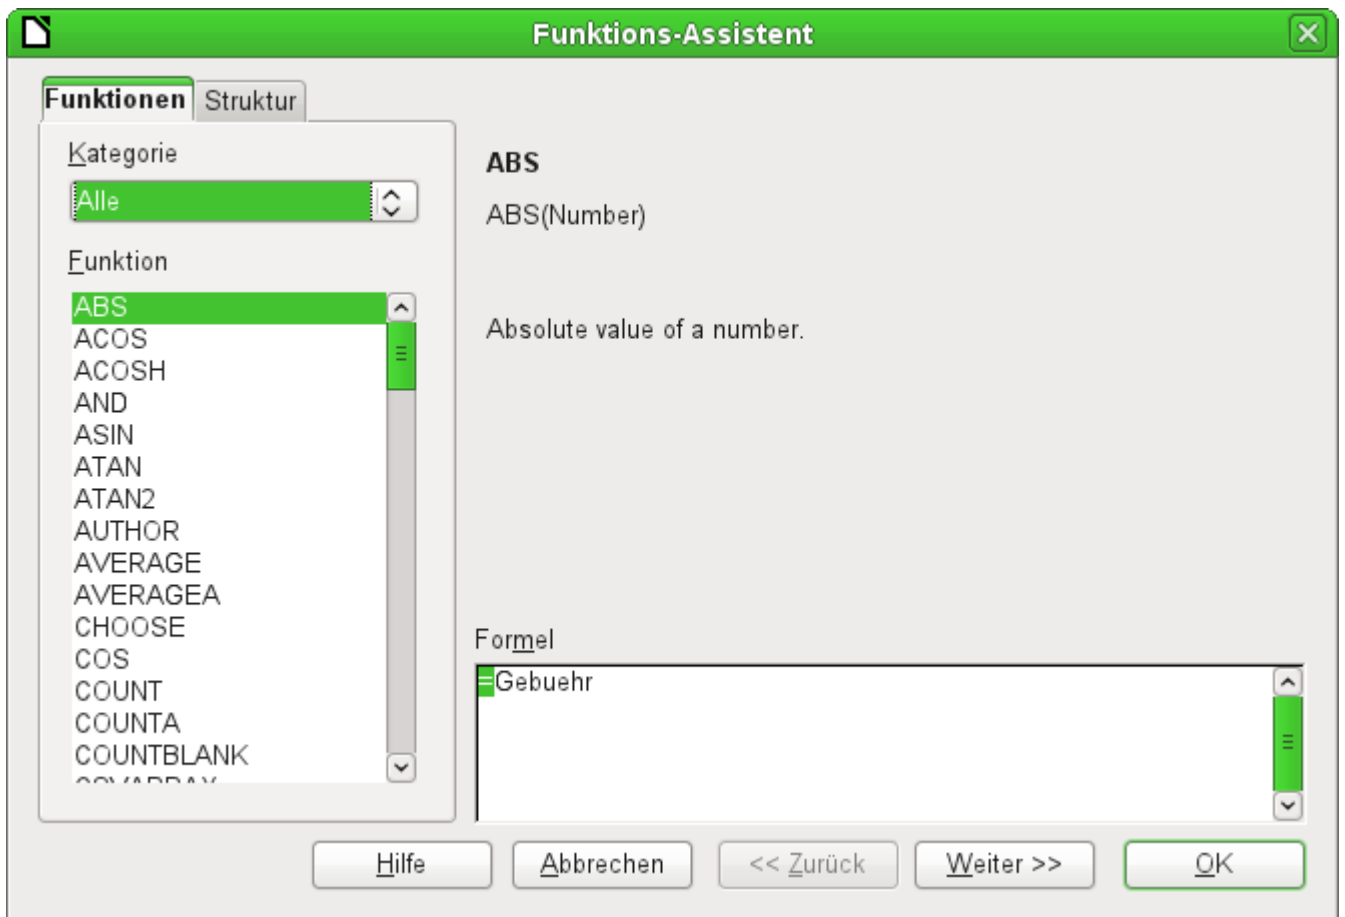 Funktions-Assistent
Funktionen Struktur
Kategorie
Alle
Funktion
ABS
ACOS
ACOSH
AND
ASIN
ATAN
ATAN2
AUTHOR
AVERAGE
AVERAGEA
CHOOSE
COS
COUNT
COUNTA
COUNTBLANK
ABS
ABS(Number)
Absolute value of a number.
Formel
=Gebuehr
Hilfe Abbrechen << Zurück Weiter >> OK